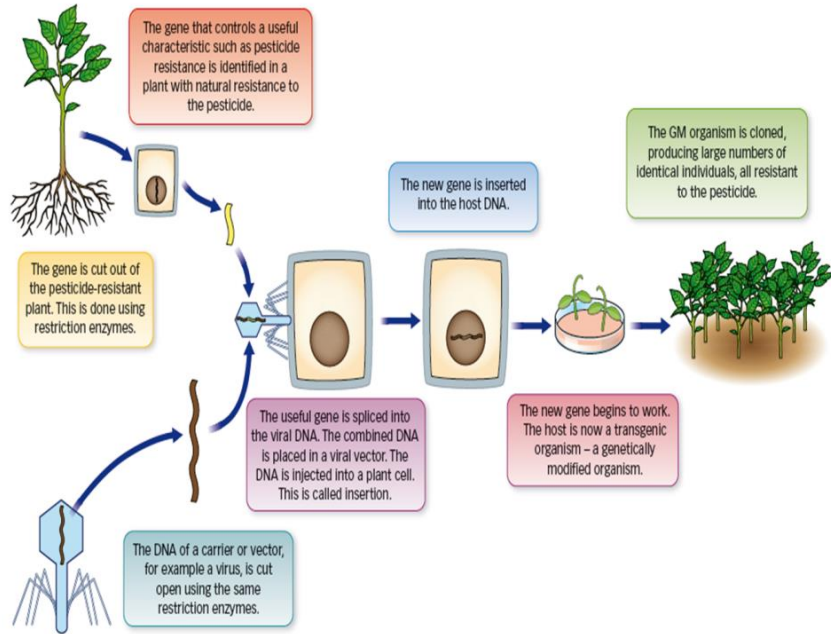 The gene that controls a useful
characteristic such as pesticide
resistance is identified in a
plant with natural resistance to
the pesticide.
The gene is cut out of
the pesticide-resistant
plant. This is done using
restriction enzymes.
The DNA of a carrier or vector,
for example a virus, is cut
open using the same
restriction enzymes.
The useful gene is spliced into
the viral DNA. The combined DNA
is placed in a viral vector. The
DNA is injected into a plant cell.
This is called insertion.
The new gene is inserted
into the host DNA.
The new gene begins to work.
The host is now a transgenic
organism – a genetically
modified organism.
The GM organism is cloned,
producing large numbers of
identical individuals, all resistant
to the pesticide.